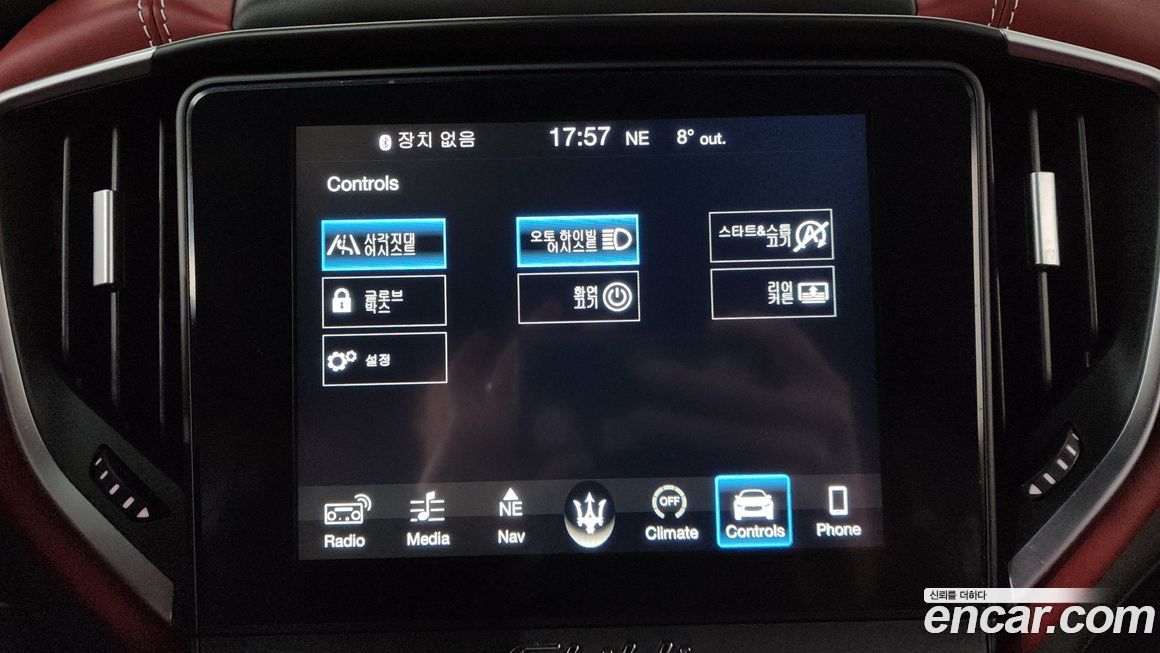 장치 없음 17:57 NE 8° out.
Controls
사각지대
어시스트
오토 하이빔
어시스트
스타트&스톱
끄기
글로브
박스
화면
끄기
리어
커튼
설정
NE
OFF
Radio Media Nav Climate Controls Phone
신뢰를 더하다
encar.com